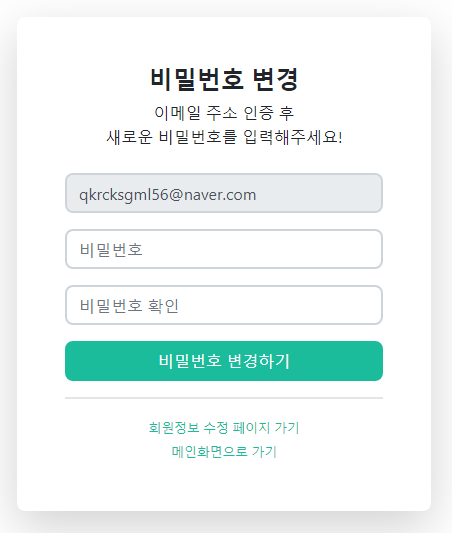 비밀번호 변경
이메일 주소 인증 후
새로운 비밀번호를 입력해주세요!
qkrcksgml56@naver.com
비밀번호
비밀번호 확인
비밀번호 변경하기
회원정보 수정 페이지 가기
메인화면으로 가기